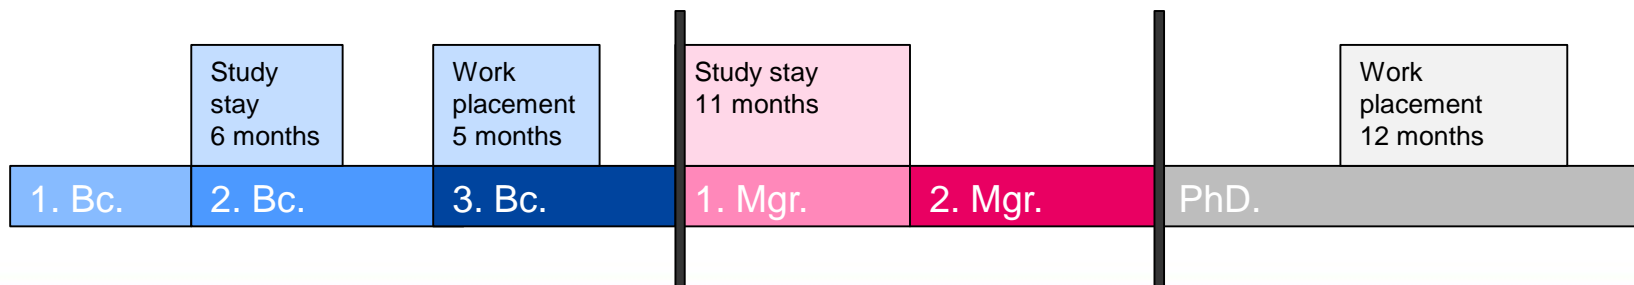 Study
stay
6 months
Work
placement
5 months
Study stay
11 months
Work
placement
12 months
1. Bc.
2. Bc.
3. Bc.
1. Mgr.
2. Mgr.
PhD.